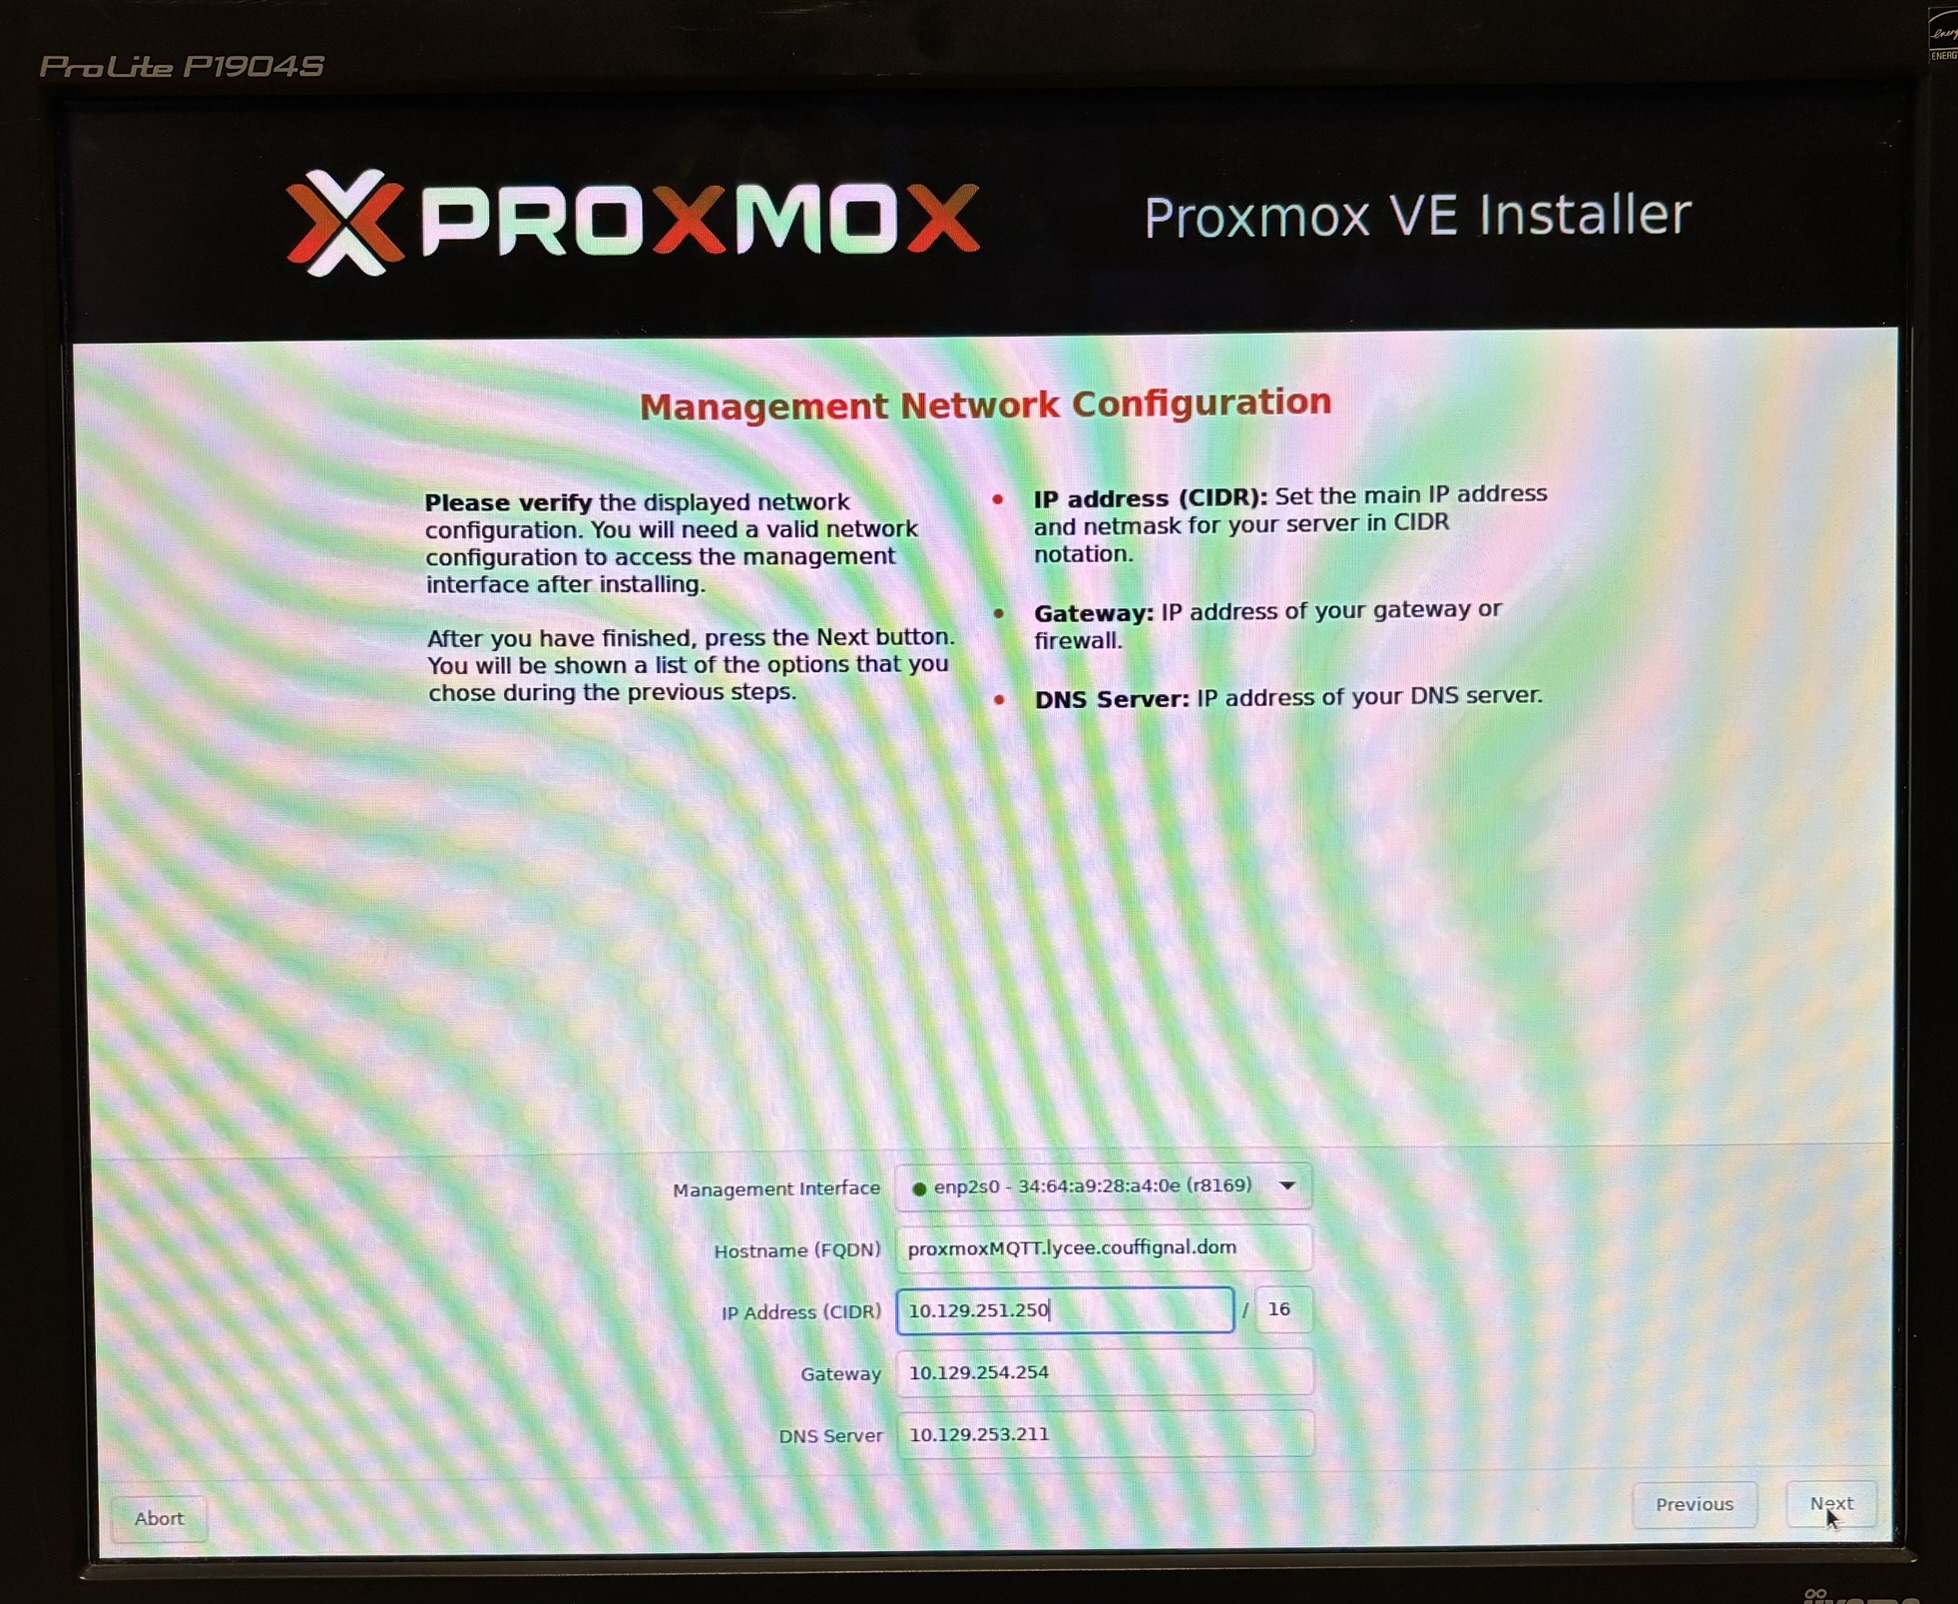 ProLite P1904S
ENERG
PROXMOX
Proxmox VE Installer
Management Network Configuration
Please verify the displayed network
configuration. You will need a valid network
configuration to access the management
interface after installing.
After you have finished, press the Next button.
You will be shown a list of the options that you
chose during the previous steps.
IP address (CIDR): Set the main IP address
and netmask for your server in CIDR
notation.
Gateway: IP address of your gateway or
firewall.
DNS Server: IP address of your DNS server.
Management Interface enp2s0 - 34:64:a9:28:a4:0e (r8169)
Hostname (FQDN) proxmoxMQTT.lycee.couffignal.dom
IP Address (CIDR) 10.129.251.250 / 16
Gateway 10.129.254.254
DNS Server 10.129.253.211
Abort
Previous
Next